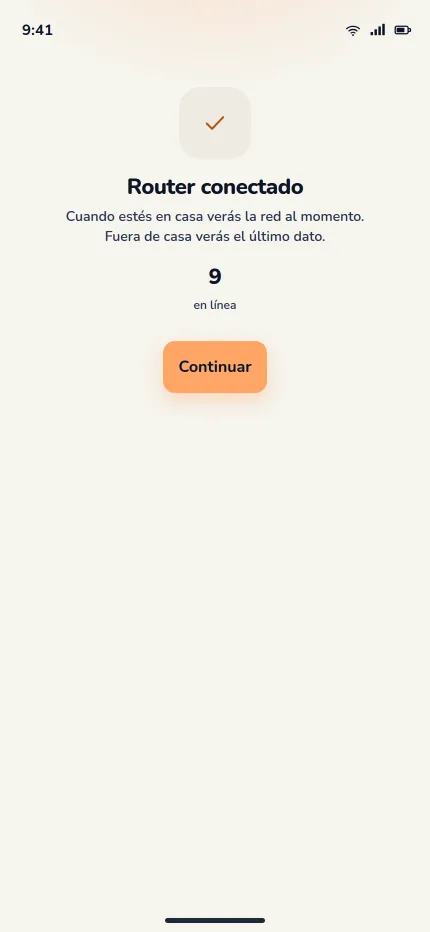 9:41
Router conectado
Cuando estés en casa verás la red al momento.
Fuera de casa verás el último dato.
9
en línea
Continuar